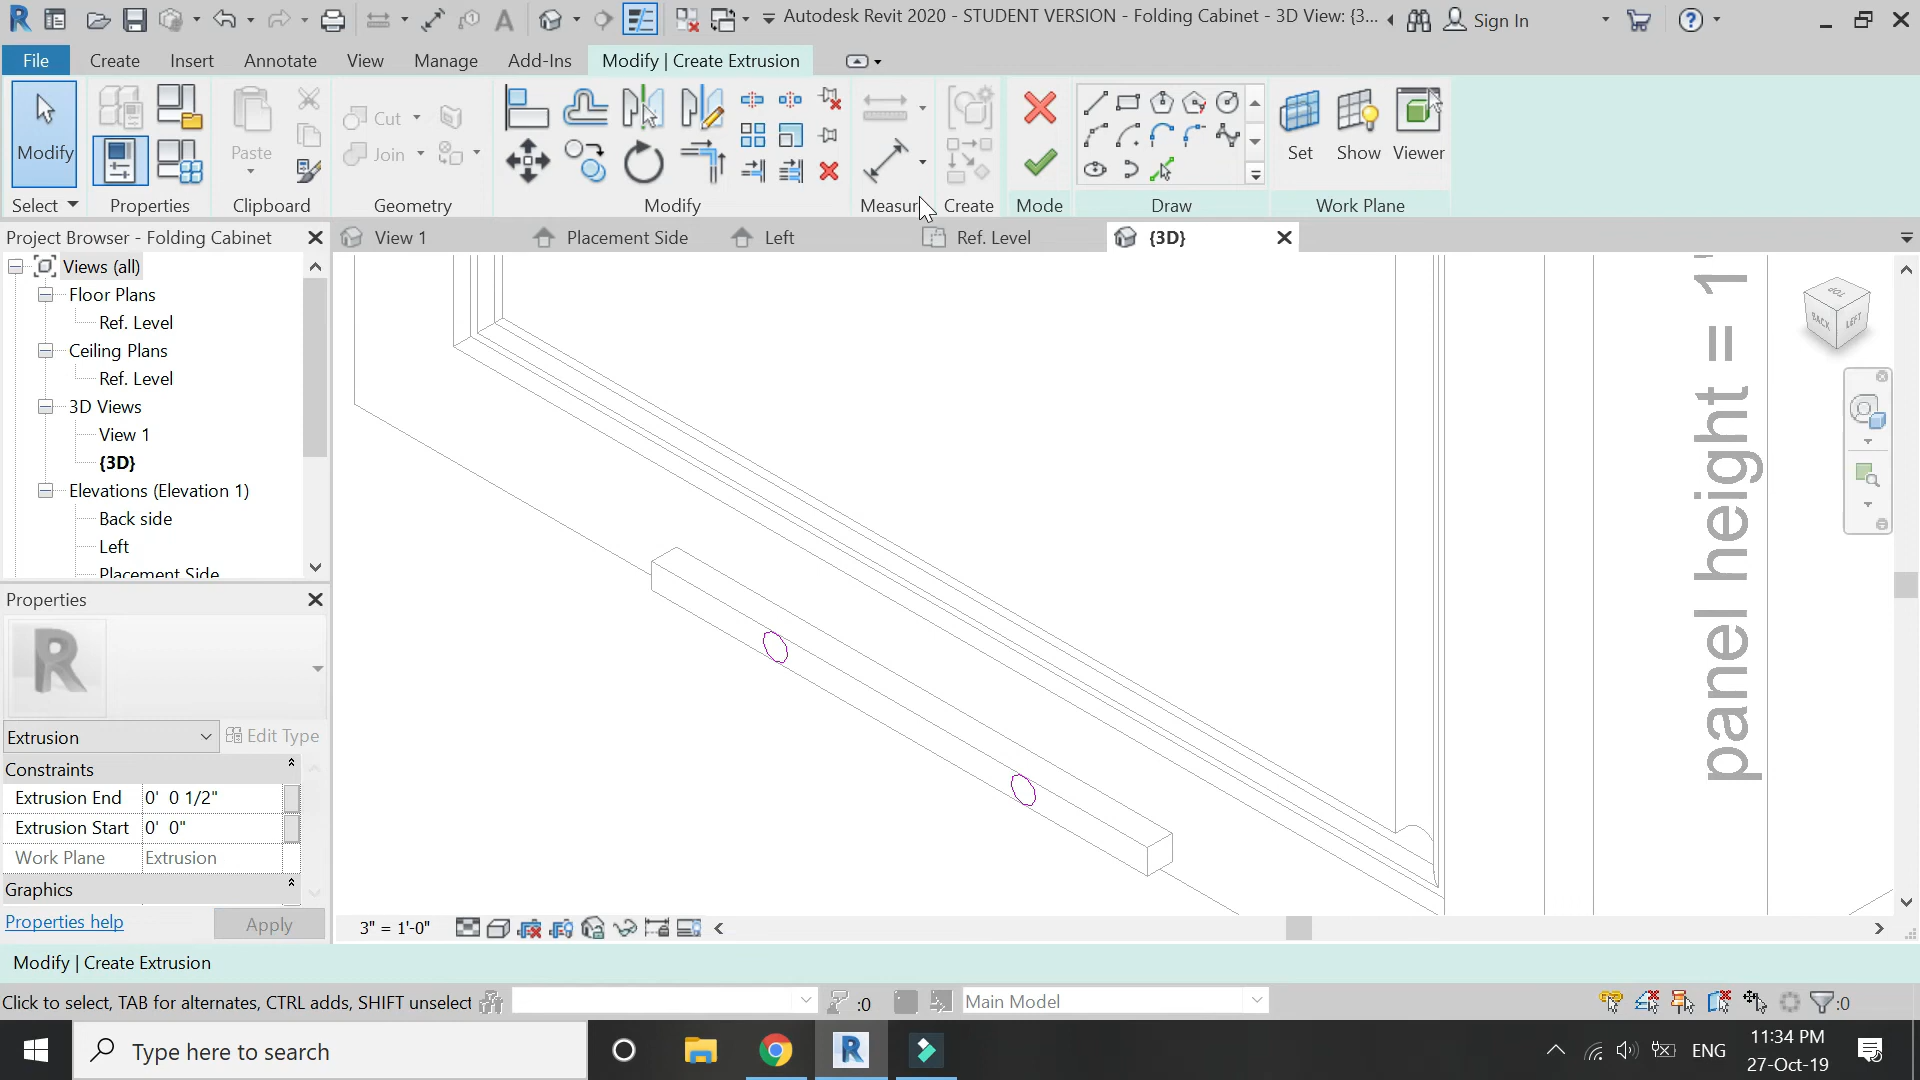 Autodesk Revit 2020 - STUDENT VERSION - Folding Cabinet - 3D View: {3...
Sign In
File
Create
Insert
Annotate
View
Manage
Add-Ins
Modify | Create Extrusion
Modify
Paste
Cut
Join
Set
Show
Viewer
Select
Properties
Clipboard
Geometry
Modify
Measur
Create
Mode
Draw
Work Plane
Project Browser - Folding Cabinet
View 1
Placement Side
Left
Ref. Level
{3D}
Views (all)
Floor Plans
Ref. Level
Ceiling Plans
Ref. Level
3D Views
View 1
{3D}
Elevations (Elevation 1)
Back side
Left
Placement Side
TOP
BACK
LEFT
panel height = 1'
Properties
R
Extrusion
Edit Type
Constraints
Extrusion End
0'  0 1/2"
Extrusion Start
0'  0"
Work Plane
Extrusion
Graphics
Properties help
Apply
3" = 1'-0"
Modify | Create Extrusion
Click to select, TAB for alternates, CTRL adds, SHIFT unselect
:0
Main Model
:0
Type here to search
ENG
11:34 PM
27-Oct-19